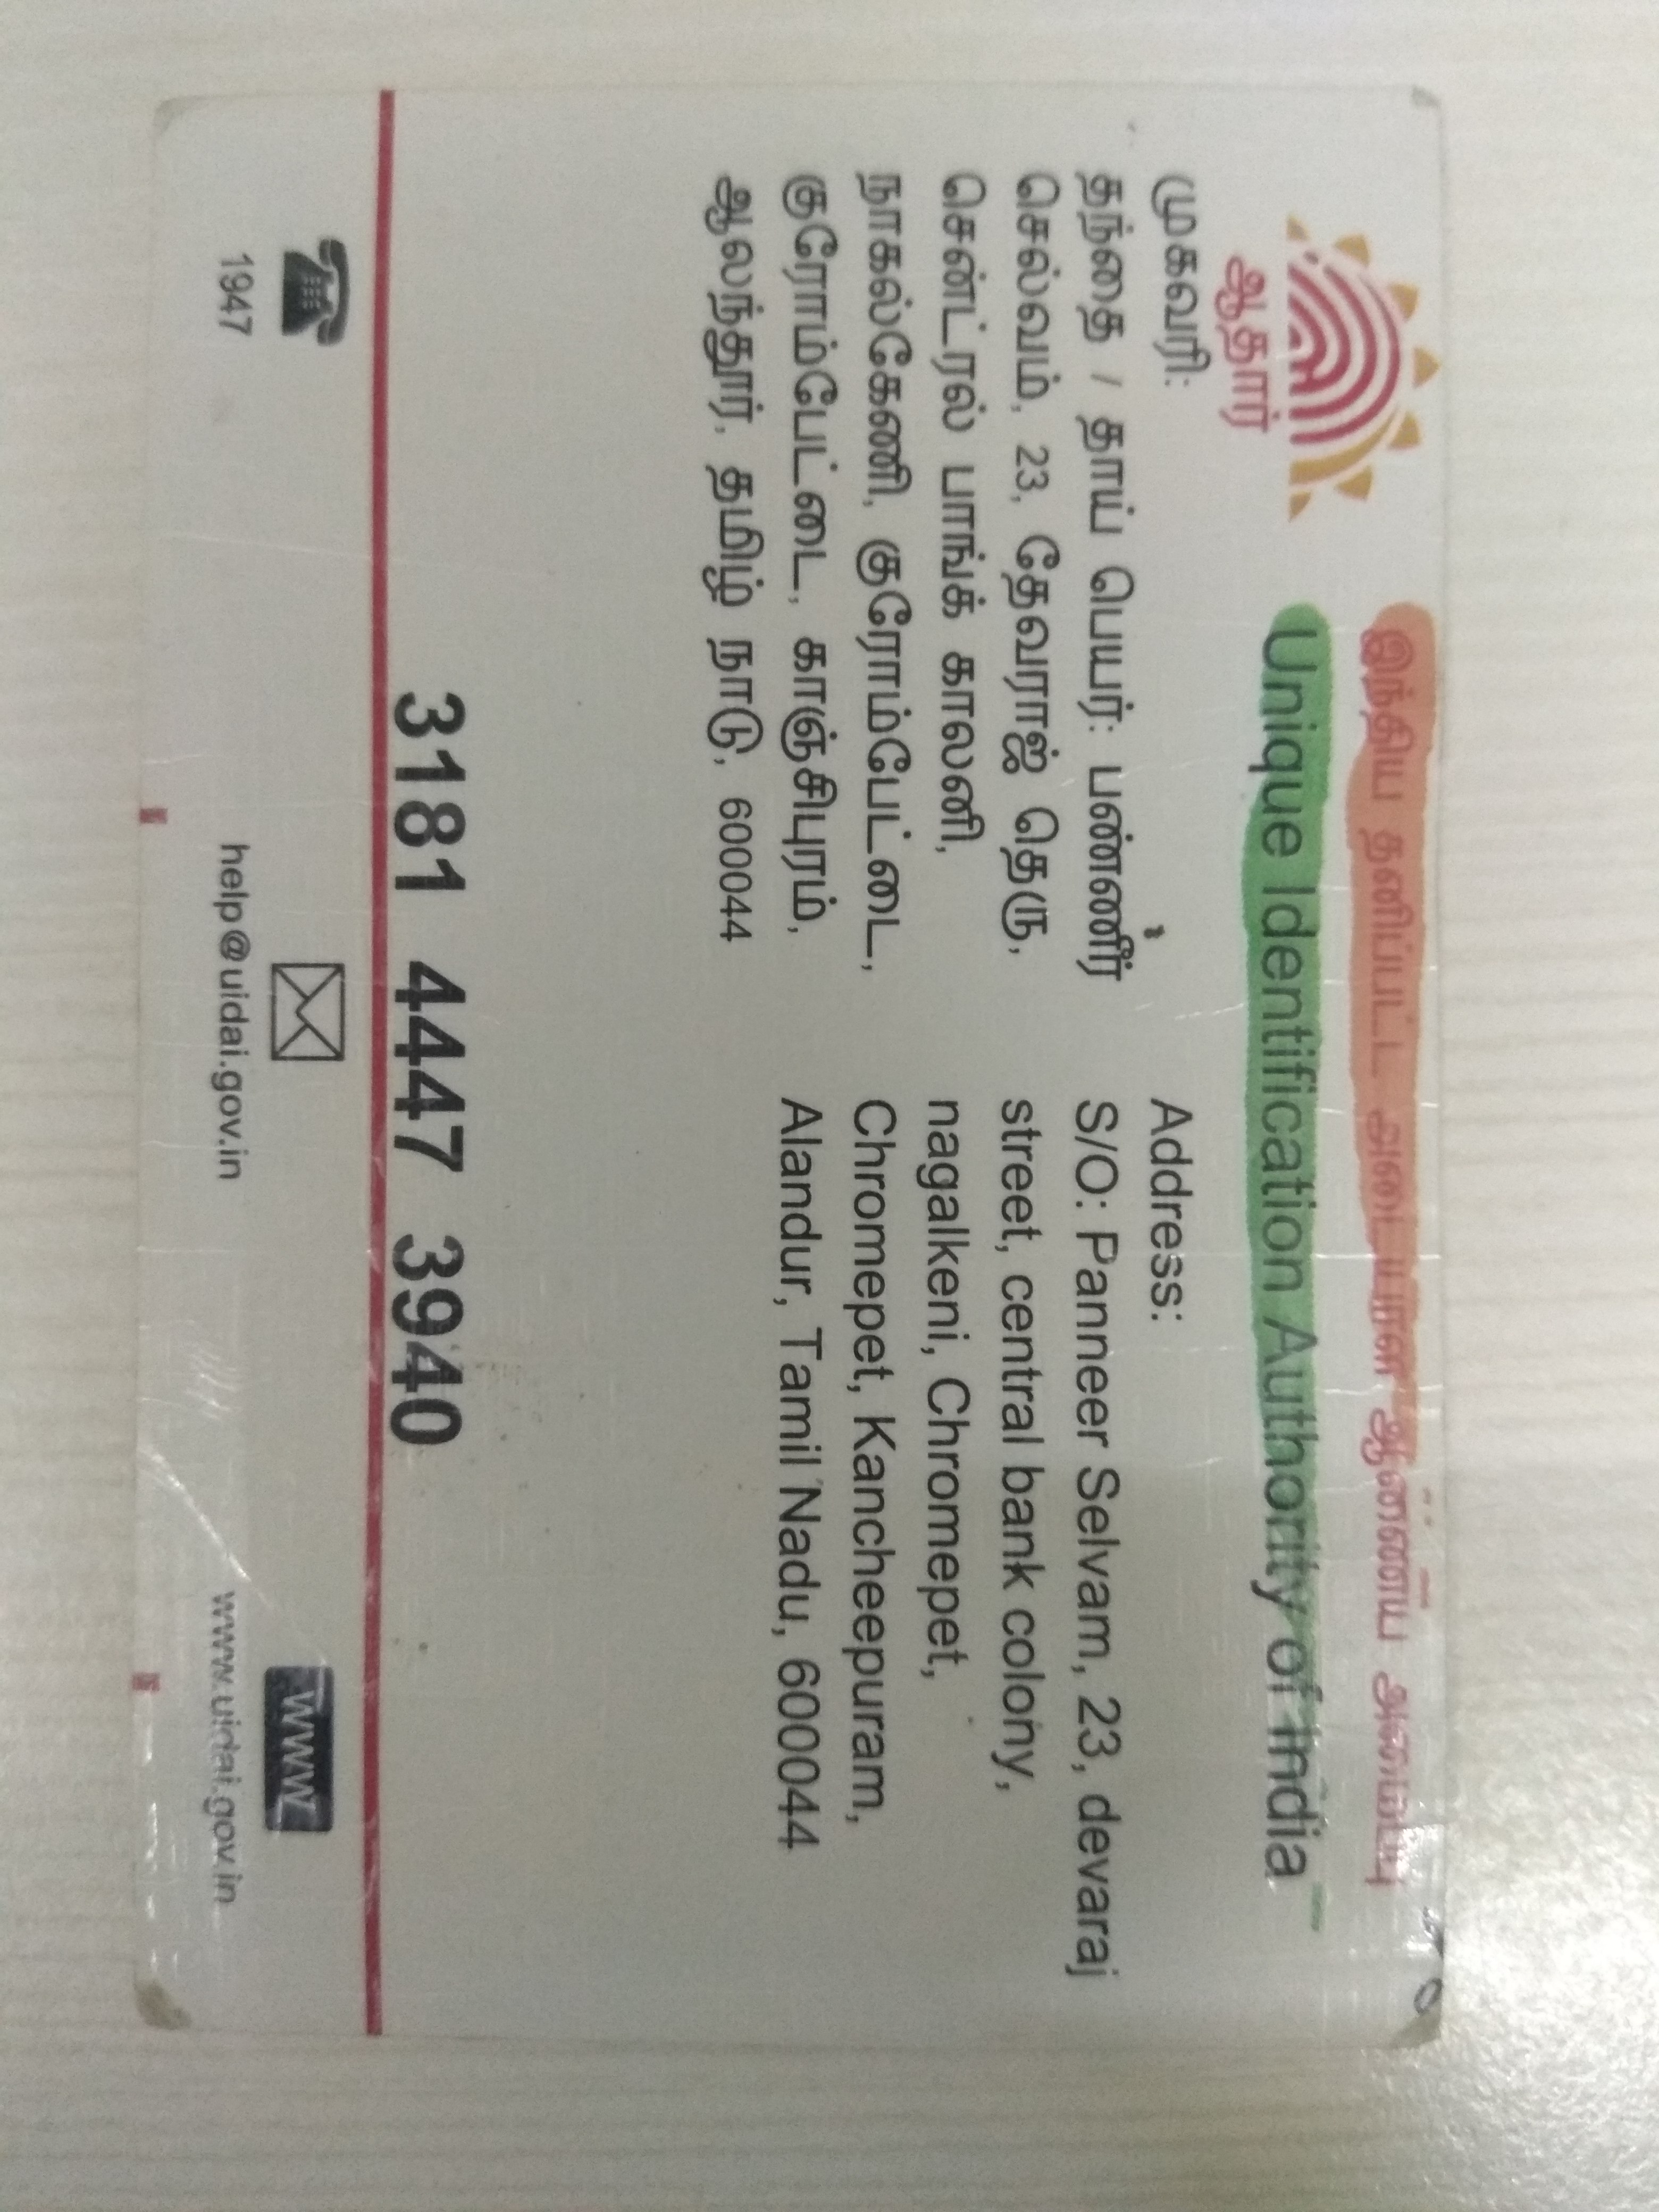 ஆதார்
இந்திய தனிப்பட்ட அடையாள ஆணைய அமைப்பு
Unique Identification Authority of India
முகவரி:
தந்தை / தாய் பெயர்: பன்ணீர்
செல்வம், 23, தேவராஜ் தெரு,
சென்ட்ரல் பாங்க் காலனி,
நாகல்கேணி, குரோம்பேட்டை,
குரோம்பேட்டை, காஞ்சிபுரம்,
ஆலந்தூர், தமிழ் நாடு, 600044
Address:
S/O: Panneer Selvam, 23, devaraj
street, central bank colony,
nagalkeni, Chromepet,
Chromepet, Kancheepuram,
Alandur, Tamil Nadu, 600044
3181 4447 3940
1947
help@uidai.gov.in
WWW
www.uidai.gov.in